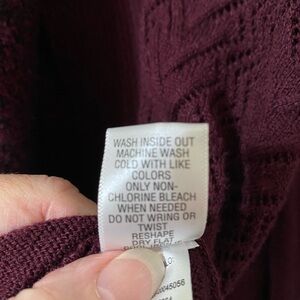 WASH INSIDE OUT
MACHINE WASH
COLD WITH LIKE
COLORS
ONLY NON-
CHLORINE BLEACH
WHEN NEEDED
DO NOT WRING OR
TWIST
RESHAPE
DRY FLAT